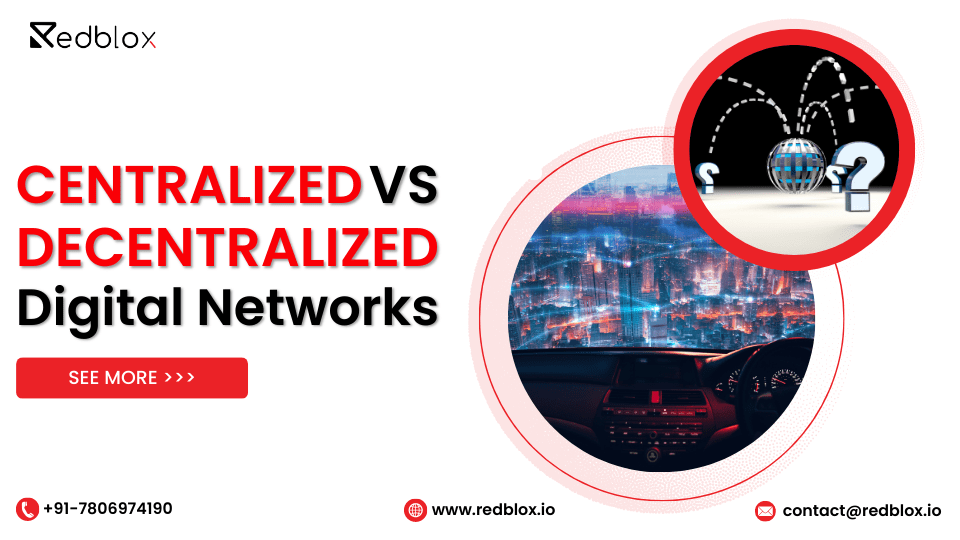 Redblox
CENTRALIZED VS
DECENTRALIZED
Digital Networks
SEE MORE >>>
+91-7806974190
www.redblox.io
contact@redblox.io